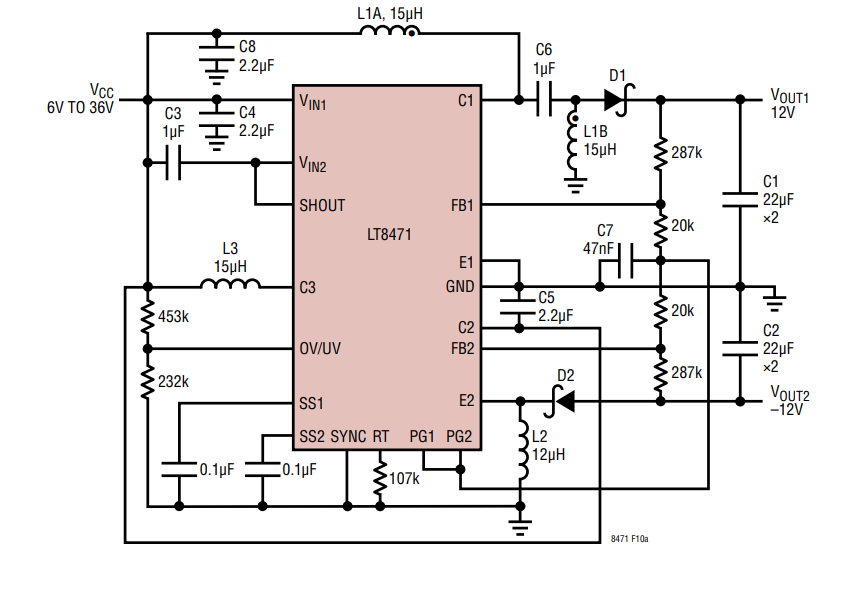 L1A, 15µH
C8
2.2µF
C6
1µF
D1
VCC
6V TO 36V
C3
1µF
C4
2.2µF
VIN1
C1
VOUT1
12V
L1B
15µH
287k
VIN2
SHOUT
FB1
C1
22µF
×2
LT8471
20k
C7
47nF
L3
15µH
E1
C3
GND
C5
2.2µF
453k
C2
20k
OV/UV
FB2
C2
22µF
×2
232k
287k
D2
SS1
E2
VOUT2
–12V
SS2 SYNC RT PG1 PG2
L2
12µH
0.1µF
0.1µF
107k
8471 F10a